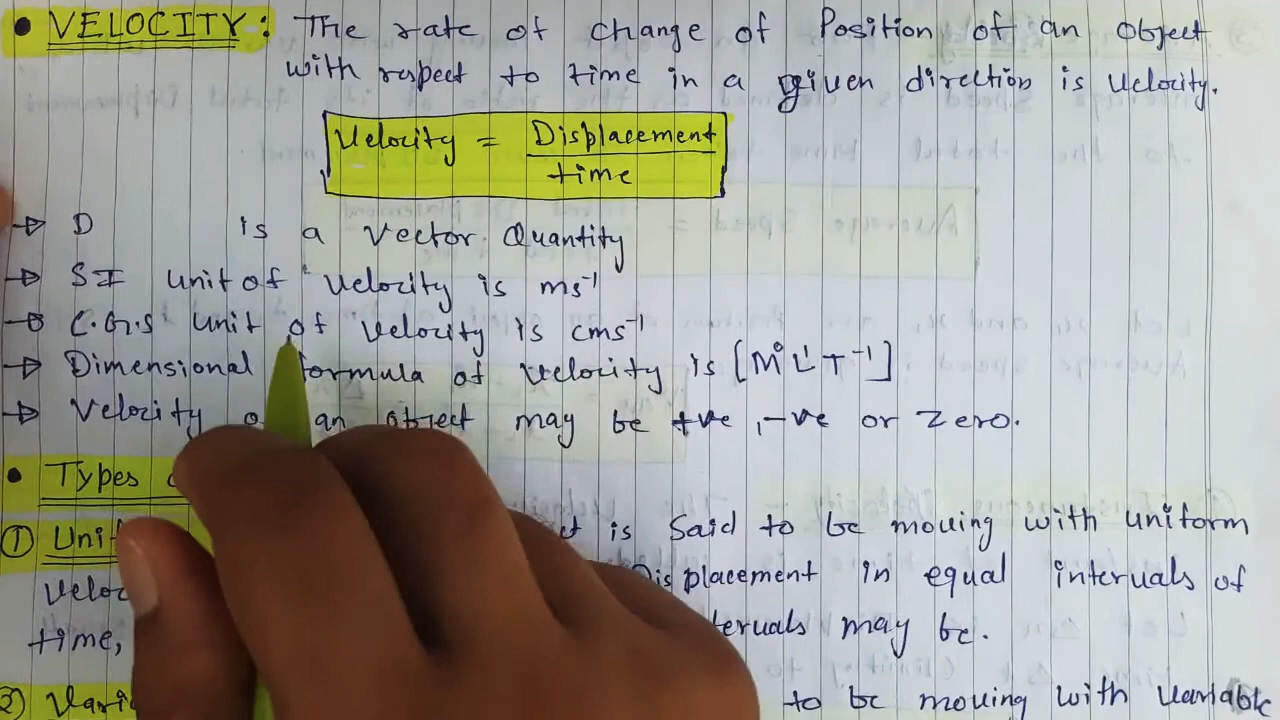 • VELOCITY: The rate of change of Position of an object
with respect to time in a given direction is velocity.
Velocity = Displacement
time
→ D is a vector Quantity
→ SI unit of velocity is ms⁻¹
→ C.G.S unit of velocity is cms⁻¹
→ Dimensional formula of velocity is [M⁰ L¹ T⁻¹]
→ Velocity o an object may be +ve, -ve or zero.
• Types
① Unif ct is Said to be moving with uniform
Veloc Displacement in equal intervals of
time, tervals may be.
② Vari to be moving with variable